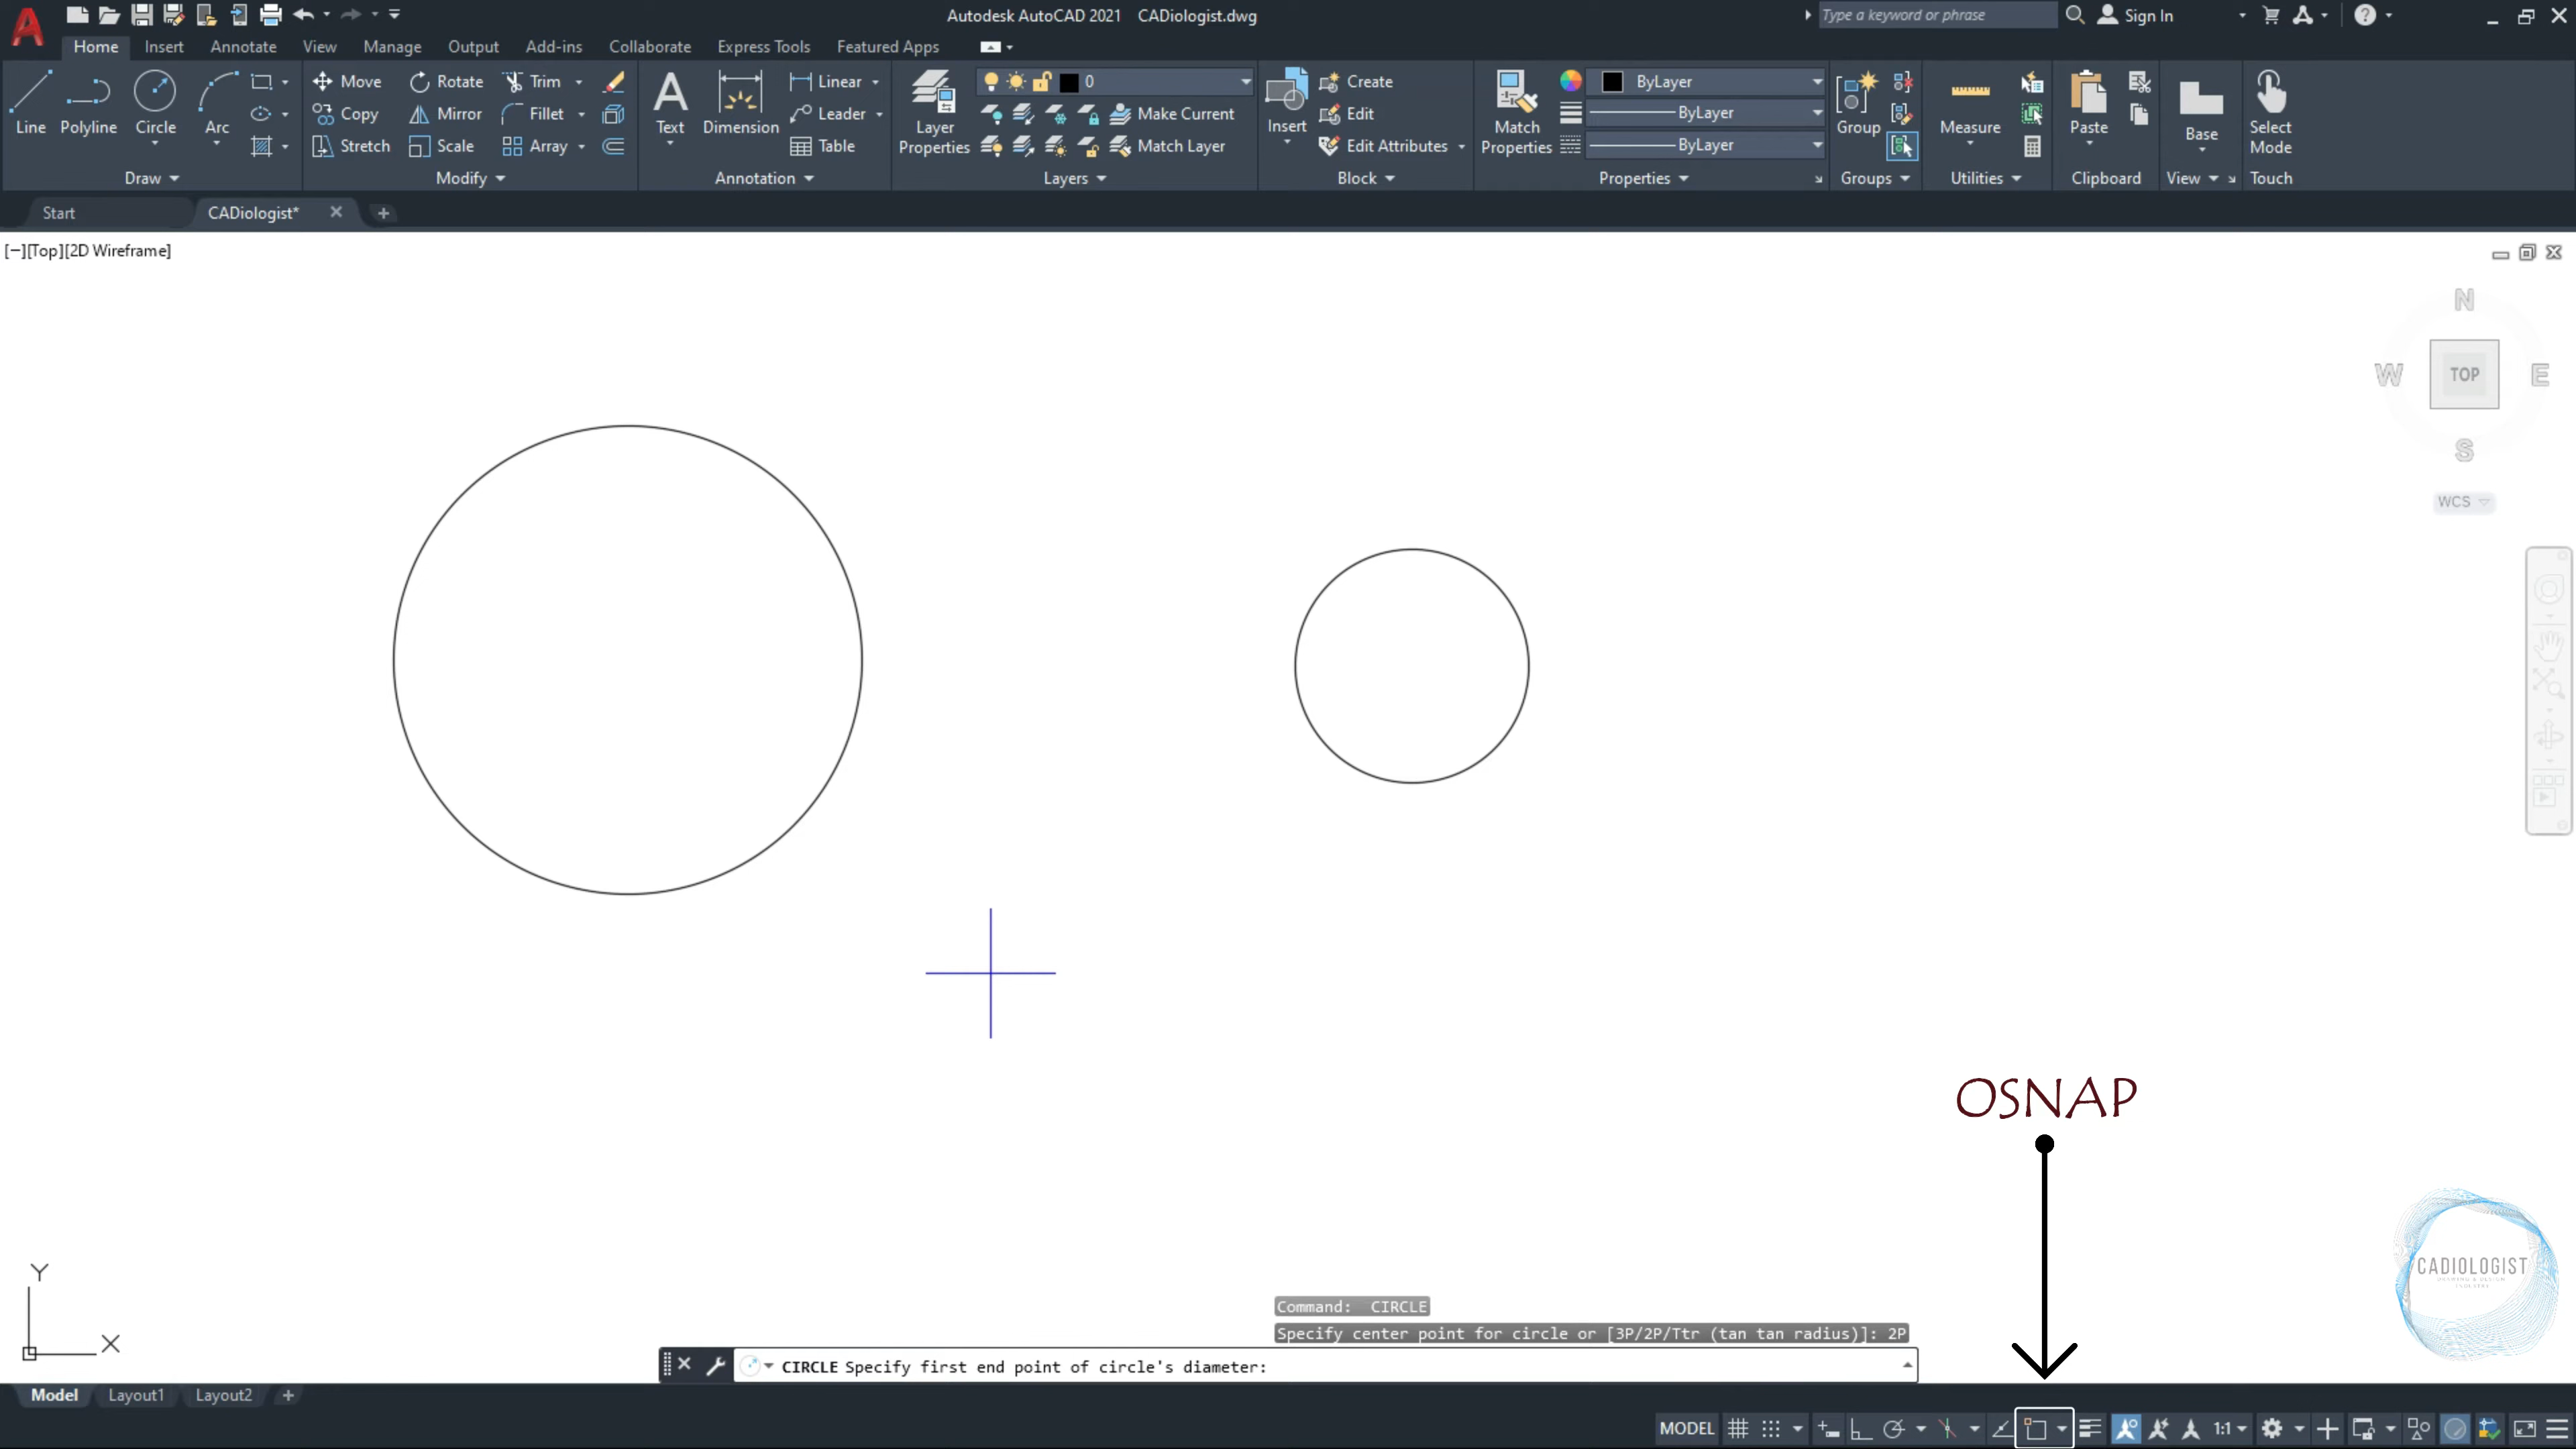 Autodesk AutoCAD 2021 CADiologist.dwg
Type a keyword or phrase
Sign In
Home Insert Annotate View Manage Output Add-ins Collaborate Express Tools Featured Apps
Line Polyline Circle Arc
Move Rotate Trim
Copy Mirror Fillet
Stretch Scale Array
Text Dimension
Linear
Leader
Table
Layer Properties
0
Make Current
Match Layer
Insert
Create
Edit
Edit Attributes
Match Properties
ByLayer
ByLayer
ByLayer
Group
Measure
Paste
Base
Select Mode
Draw Modify Annotation Layers Block Properties Groups Utilities Clipboard View Touch
Start CADiologist*
[−][Top][2D Wireframe]
N
W TOP E
S
WCS
OSNAP
CADIOLOGIST
Y
X
Command: CIRCLE
Specify center point for circle or [3P/2P/Ttr (tan tan radius)]: 2P
CIRCLE Specify first end point of circle's diameter:
Model Layout1 Layout2
MODEL 1:1